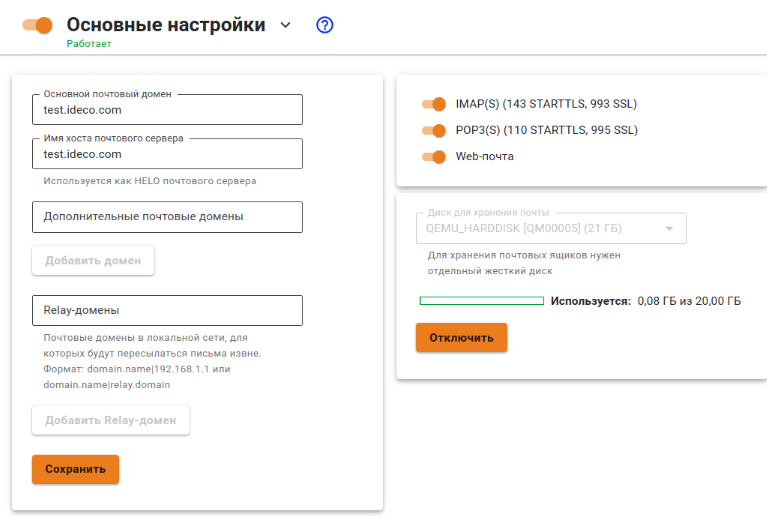 Основные настройки
Работает
Основной почтовый домен
test.ideco.com
Имя хоста почтового сервера
test.ideco.com
Используется как HELO почтового сервера
Дополнительные почтовые домены
Добавить домен
Relay-домены
Почтовые домены в локальной сети, для
которых будут пересылаться письма извне.
Формат: domain.name|192.168.1.1 или
domain.name|relay.domain
Добавить Relay-домен
Сохранить
IMAP(S) (143 STARTTLS, 993 SSL)
POP3(S) (110 STARTTLS, 995 SSL)
Web-почта
Диск для хранения почты
QEMU_HARDDISK [QM00005] (21 ГБ)
Для хранения почтовых ящиков нужен
отдельный жесткий диск
Используется: 0,08 ГБ из 20,00 ГБ
Отключить